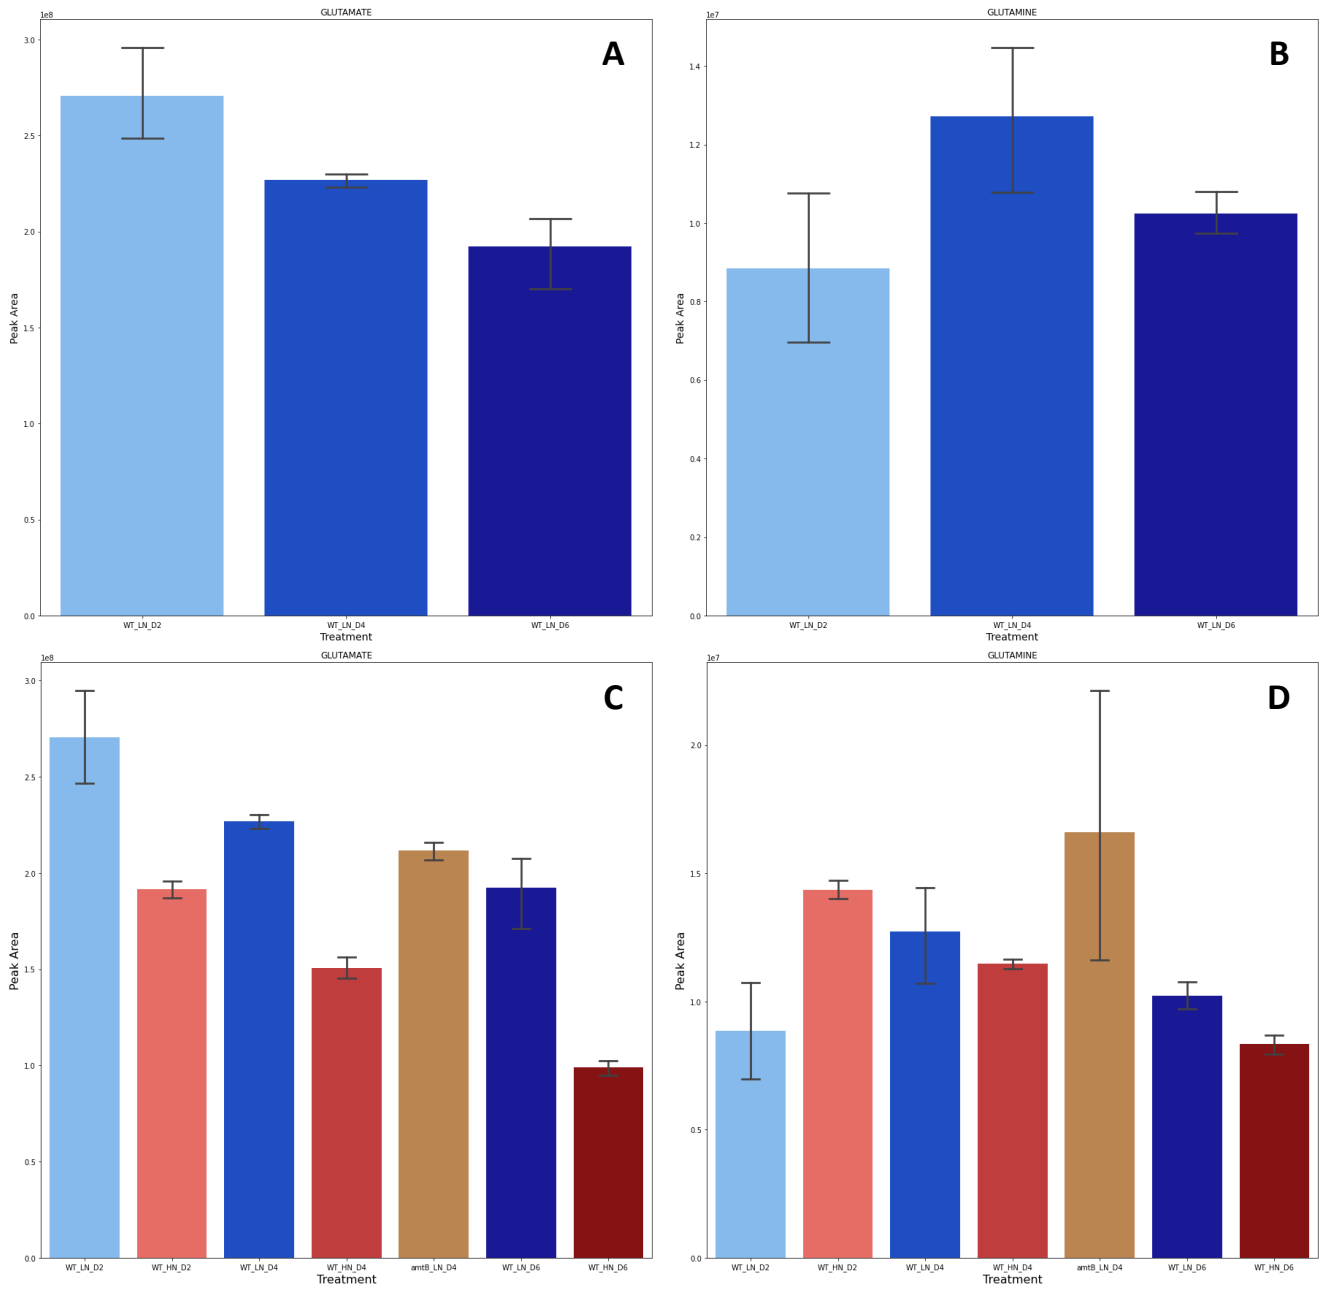 GLUTAMATE
1e8
A
3.0
2.5
2.0
1.5
1.0
0.5
0.0
Peak Area
WT_LN_D2 WT_LN_D4 WT_LN_D6
Treatment
GLUTAMINE
1e7
B
1.4
1.2
1.0
0.8
0.6
0.4
0.2
0.0
Peak Area
WT_LN_D2 WT_LN_D4 WT_LN_D6
Treatment
GLUTAMATE
1e8
C
3.0
2.5
2.0
1.5
1.0
0.5
0.0
Peak Area
WT_LN_D2 WT_HN_D2 WT_LN_D4 WT_HN_D4 amtB_LN_D4 WT_LN_D6 WT_HN_D6
Treatment
GLUTAMINE
1e7
D
2.0
1.5
1.0
0.5
0.0
Peak Area
WT_LN_D2 WT_HN_D2 WT_LN_D4 WT_HN_D4 amtB_LN_D4 WT_LN_D6 WT_HN_D6
Treatment